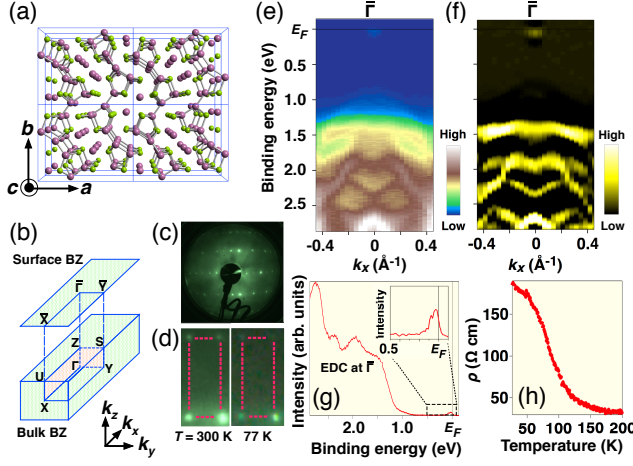 (a)
b
c
a
(b)
Surface BZ
Γ̄
Ȳ
X̄
Z
S
U
Γ
Y
X
Bulk BZ
kz
kx
ky
(c)
(d)
T = 300 K
77 K
(e)
Γ̄
EF
Binding energy (eV)
1.0
1.5
2.0
2.5
-0.4
0
0.4
kx (Å-1)
High
Low
(f)
Γ̄
-0.4
0
0.4
kx (Å-1)
High
Low
(g)
Intensity (arb. units)
EDC at Γ̄
Intensity
0.5
EF
2.0
1.0
EF
Binding energy (eV)
(h)
ρ (Ω cm)
150
100
50
50
100
150
200
Temperature (K)